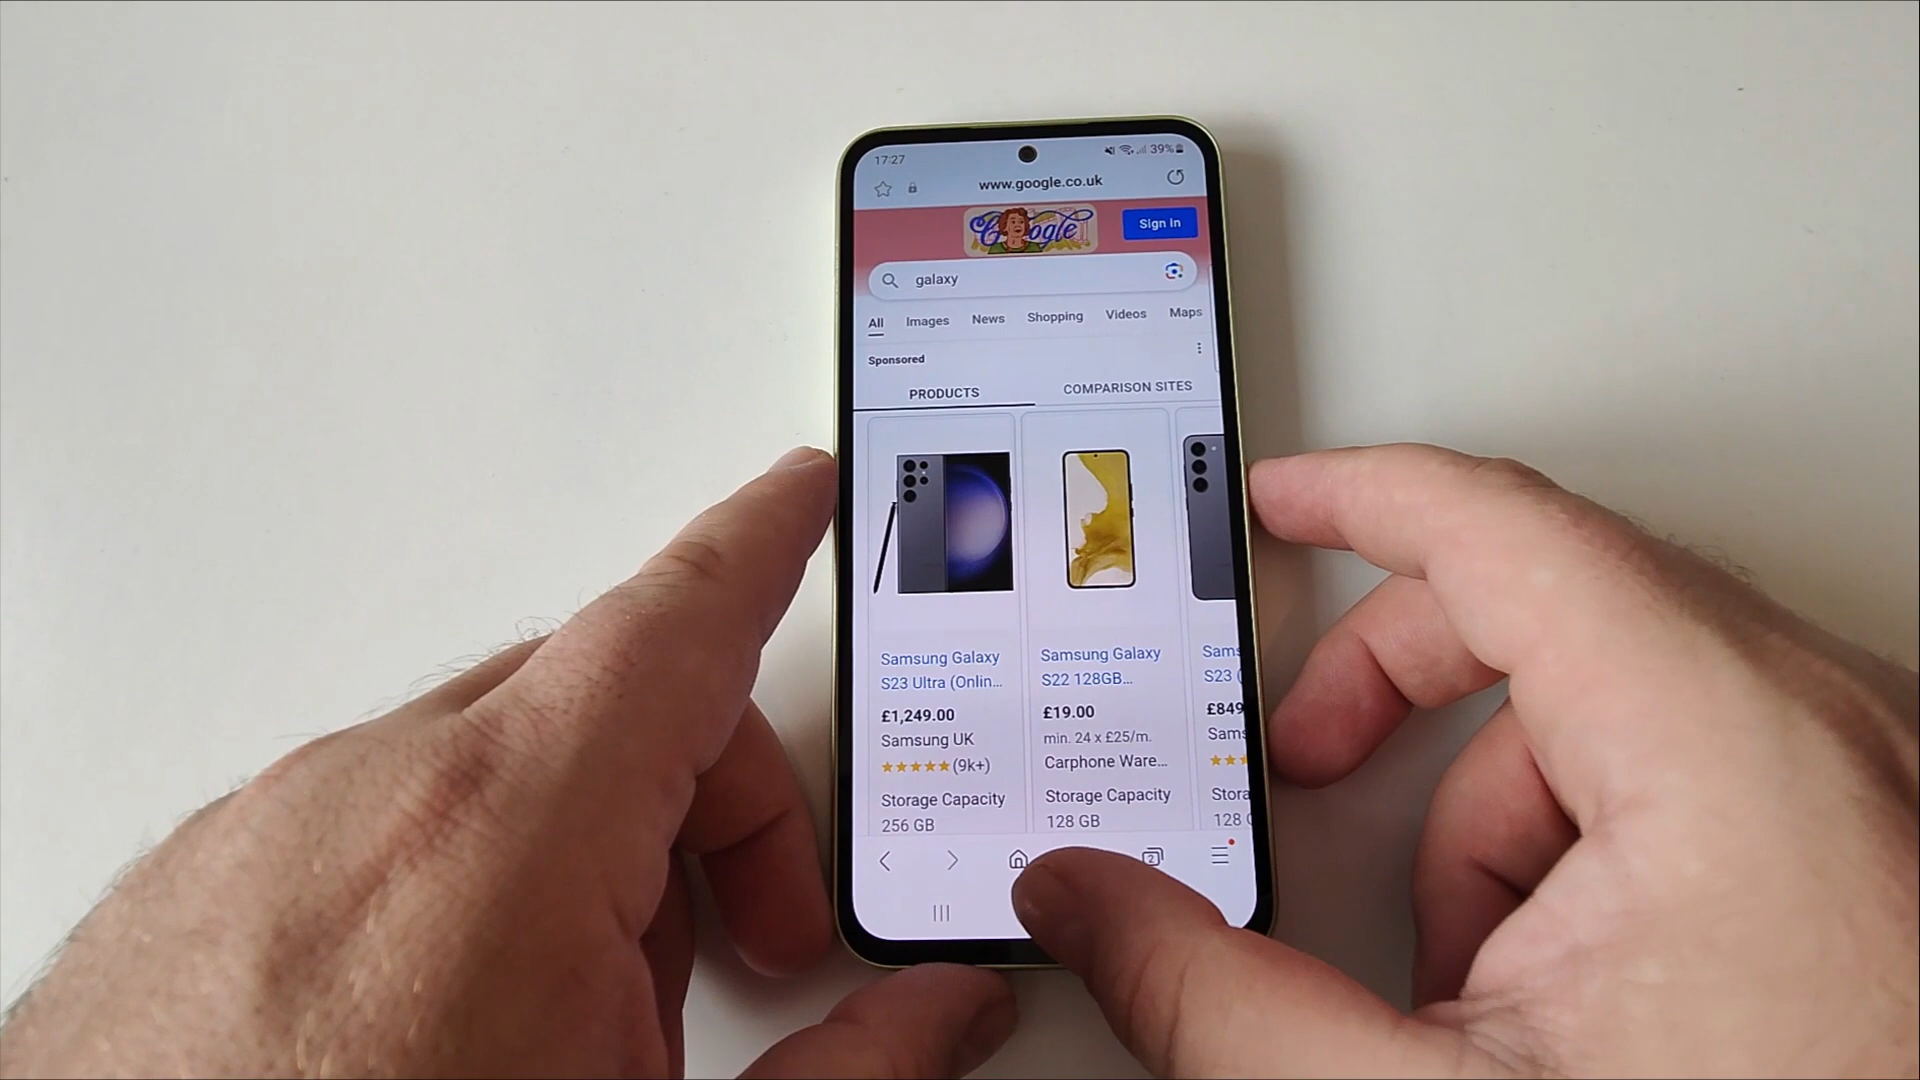 17:27
39%
www.google.co.uk
Google
Sign in
galaxy
All Images News Shopping Videos Maps
Sponsored
PRODUCTS COMPARISON SITES
Samsung Galaxy
S23 Ultra (Onlin...
£1,249.00
Samsung UK
(9k+)
Storage Capacity
256 GB
Samsung Galaxy
S22 128GB...
£19.00
min. 24 x £25/m.
Carphone Ware...
Storage Capacity
128 GB
Sams
S23 (
£849
Sams
Stora
128 G
2